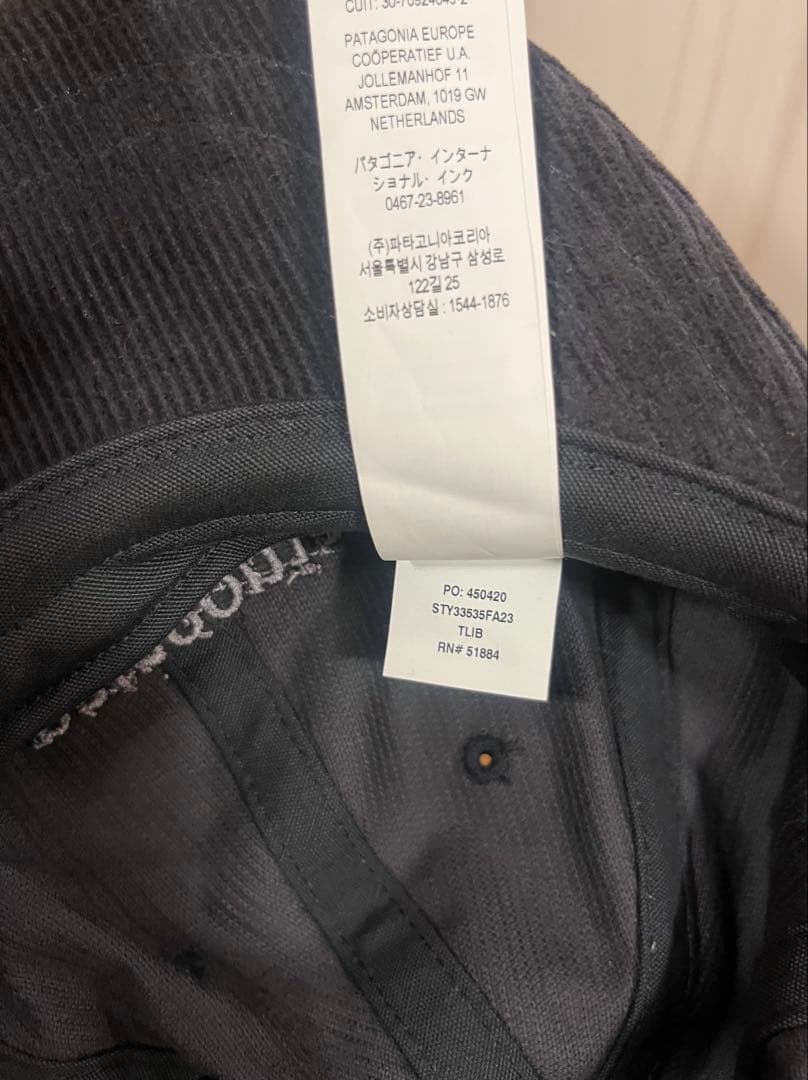 PATAGONIA EUROPE
COÖPERATIEF U.A.
JOLLEMANHOF 11
AMSTERDAM, 1019 GW
NETHERLANDS
パタゴニア・インターナ
ショナル・インク
0467-23-8961
(주)파타고니아코리아
서울특별시 강남구 삼성로
122길 25
소비자상담실 : 1544-1876
PO: 450420
STY33535FA23
TLIB
RN# 51884